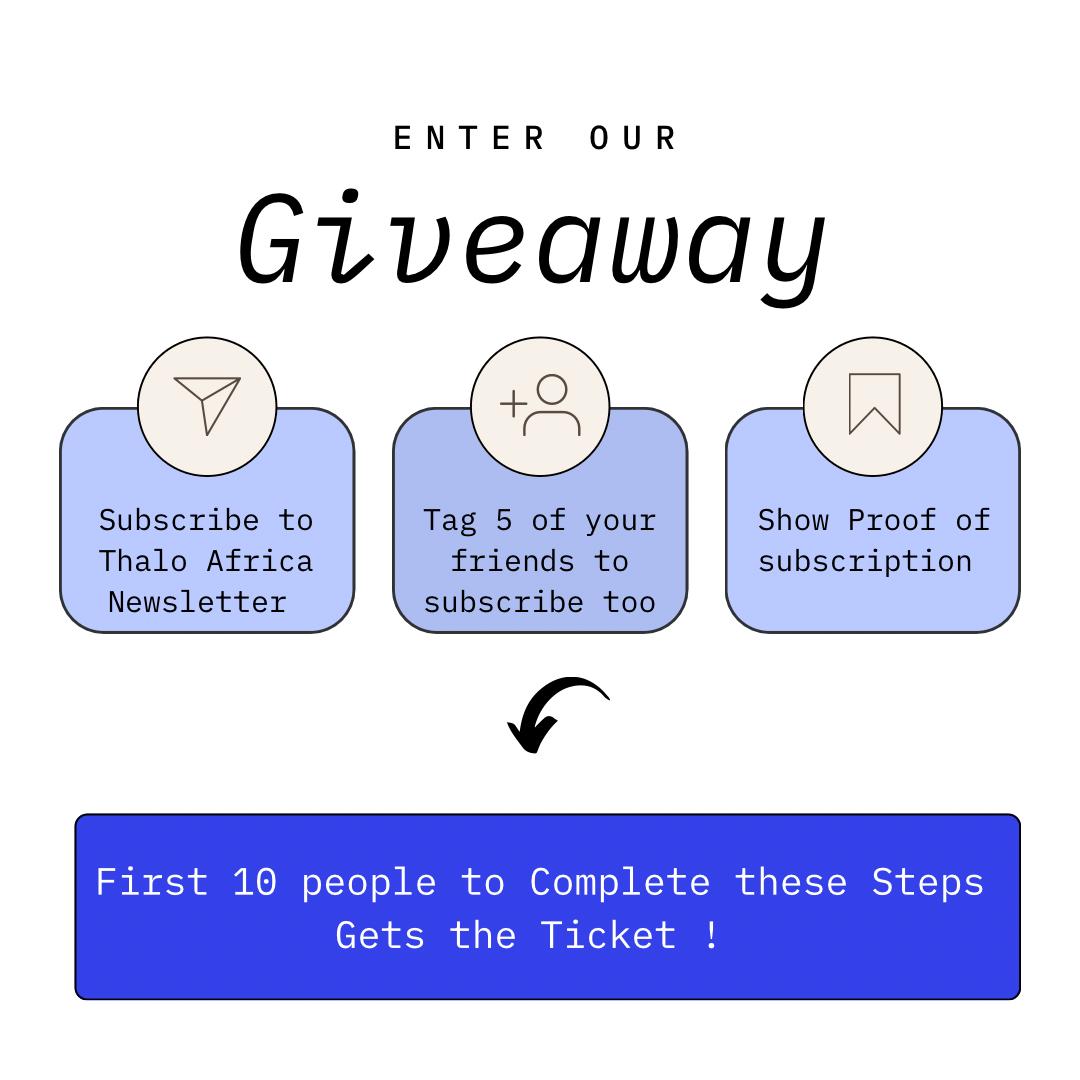 ENTER OUR
Giveaway
Subscribe to
Thalo Africa
Newsletter
Tag 5 of your
friends to
subscribe too
Show Proof of
subscription
First 10 people to Complete these Steps
Gets the Ticket !